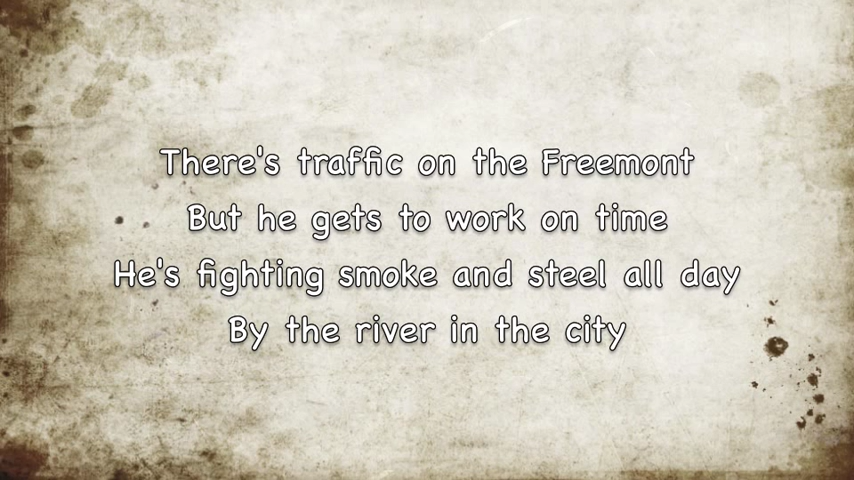 There's traffic on the Freemont
But he gets to work on time
He's fighting smoke and steel all day
By the river in the city